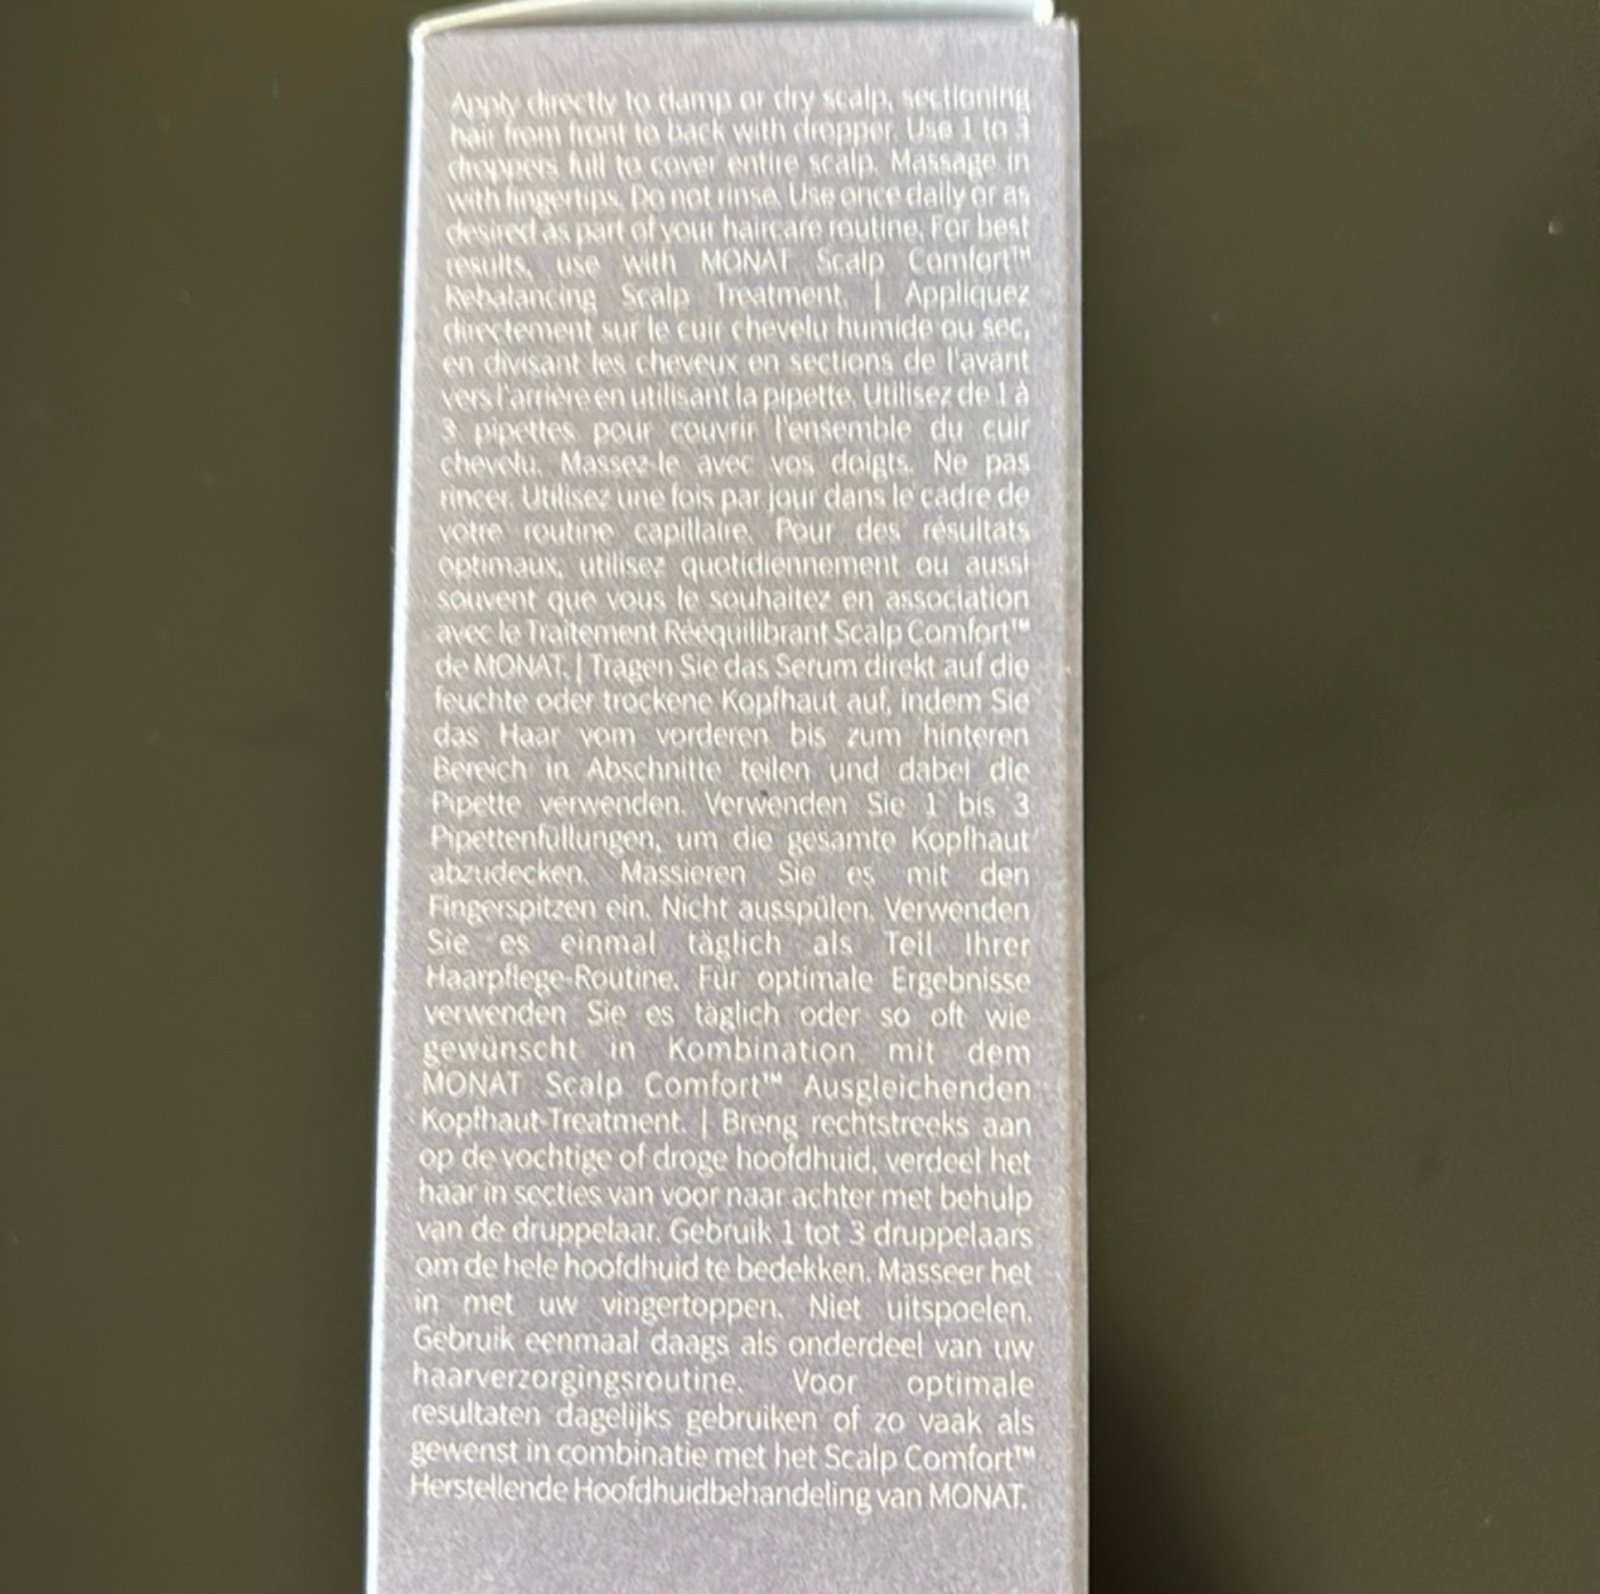 Apply directly to damp or dry scalp, sectioning
hair from front to back with dropper. Use 1 to 3
droppers full to cover entire scalp. Massage in
with fingertips. Do not rinse. Use once daily or as
desired as part of your haircare routine. For best
results, use with MONAT Scalp Comfort™
Rebalancing Scalp Treatment. | Appliquez
directement sur le cuir chevelu humide ou sec,
en divisant les cheveux en sections de l'avant
vers l'arrière en utilisant la pipette. Utilisez de 1 à
3 pipettes pour couvrir l'ensemble du cuir
chevelu. Massez-le avec vos doigts. Ne pas
rincer. Utilisez une fois par jour dans le cadre de
votre routine capillaire. Pour des résultats
optimaux, utilisez quotidiennement ou aussi
souvent que vous le souhaitez en association
avec le Traitement Rééquilibrant Scalp Comfort™
de MONAT. | Tragen Sie das Serum direkt auf die
feuchte oder trockene Kopfhaut auf, indem Sie
das Haar vom vorderen bis zum hinteren
Bereich in Abschnitte teilen und dabei die
Pipette verwenden. Verwenden Sie 1 bis 3
Pipettenfüllungen, um die gesamte Kopfhaut
abzudecken. Massieren Sie es mit den
Fingerspitzen ein. Nicht ausspülen. Verwenden
Sie es einmal täglich als Teil Ihrer
Haarpflege-Routine. Für optimale Ergebnisse
verwenden Sie es täglich oder so oft wie
gewünscht in Kombination mit dem
MONAT Scalp Comfort™ Ausgleichenden
Kopfhaut-Treatment. | Breng rechtstreeks aan
op de vochtige of droge hoofdhuid, verdeel het
haar in secties van voor naar achter met behulp
van de druppelaar. Gebruik 1 tot 3 druppelaars
om de hele hoofdhuid te bedekken. Masseer het
in met uw vingertoppen. Niet uitspoelen.
Gebruik eenmaal daags als onderdeel van uw
haarverzorgingsroutine. Voor optimale
resultaten dagelijks gebruiken of zo vaak als
gewenst in combinatie met het Scalp Comfort™
Herstellende Hoofdhuidbehandeling van MONAT.